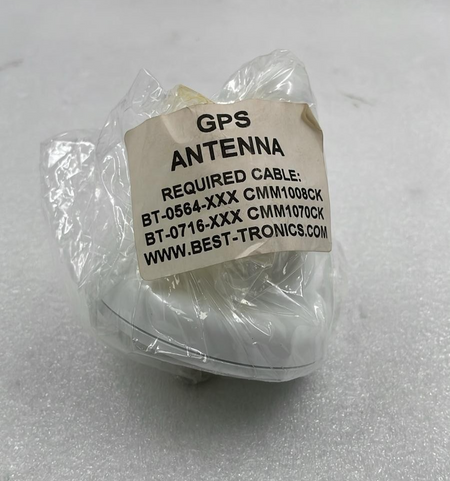 GPS
ANTENNA
REQUIRED CABLE:
BT-0564-XXX CMM1008CK
BT-0716-XXX CMM1070CK
WWW.BEST-TRONICS.COM